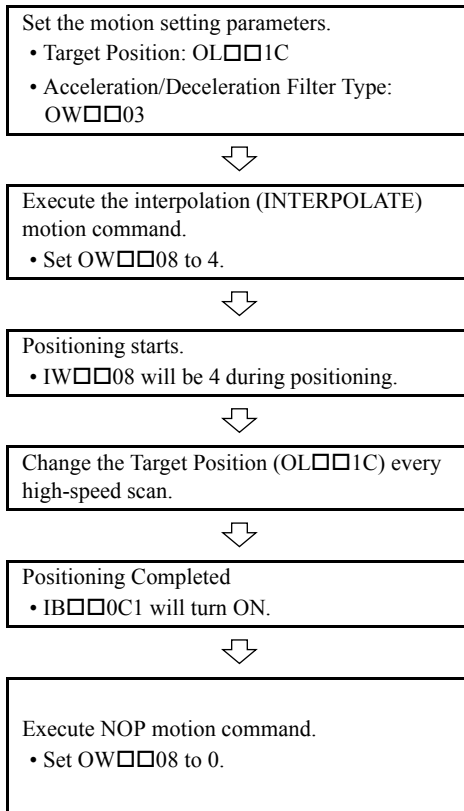 Set the motion setting parameters.
• Target Position: OL□□1C
• Acceleration/Deceleration Filter Type:
OW□□03
Execute the interpolation (INTERPOLATE)
motion command.
• Set OW□□08 to 4.
Positioning starts.
• IW□□08 will be 4 during positioning.
Change the Target Position (OL□□1C) every
high-speed scan.
Positioning Completed
• IB□□0C1 will turn ON.
Execute NOP motion command.
• Set OW□□08 to 0.